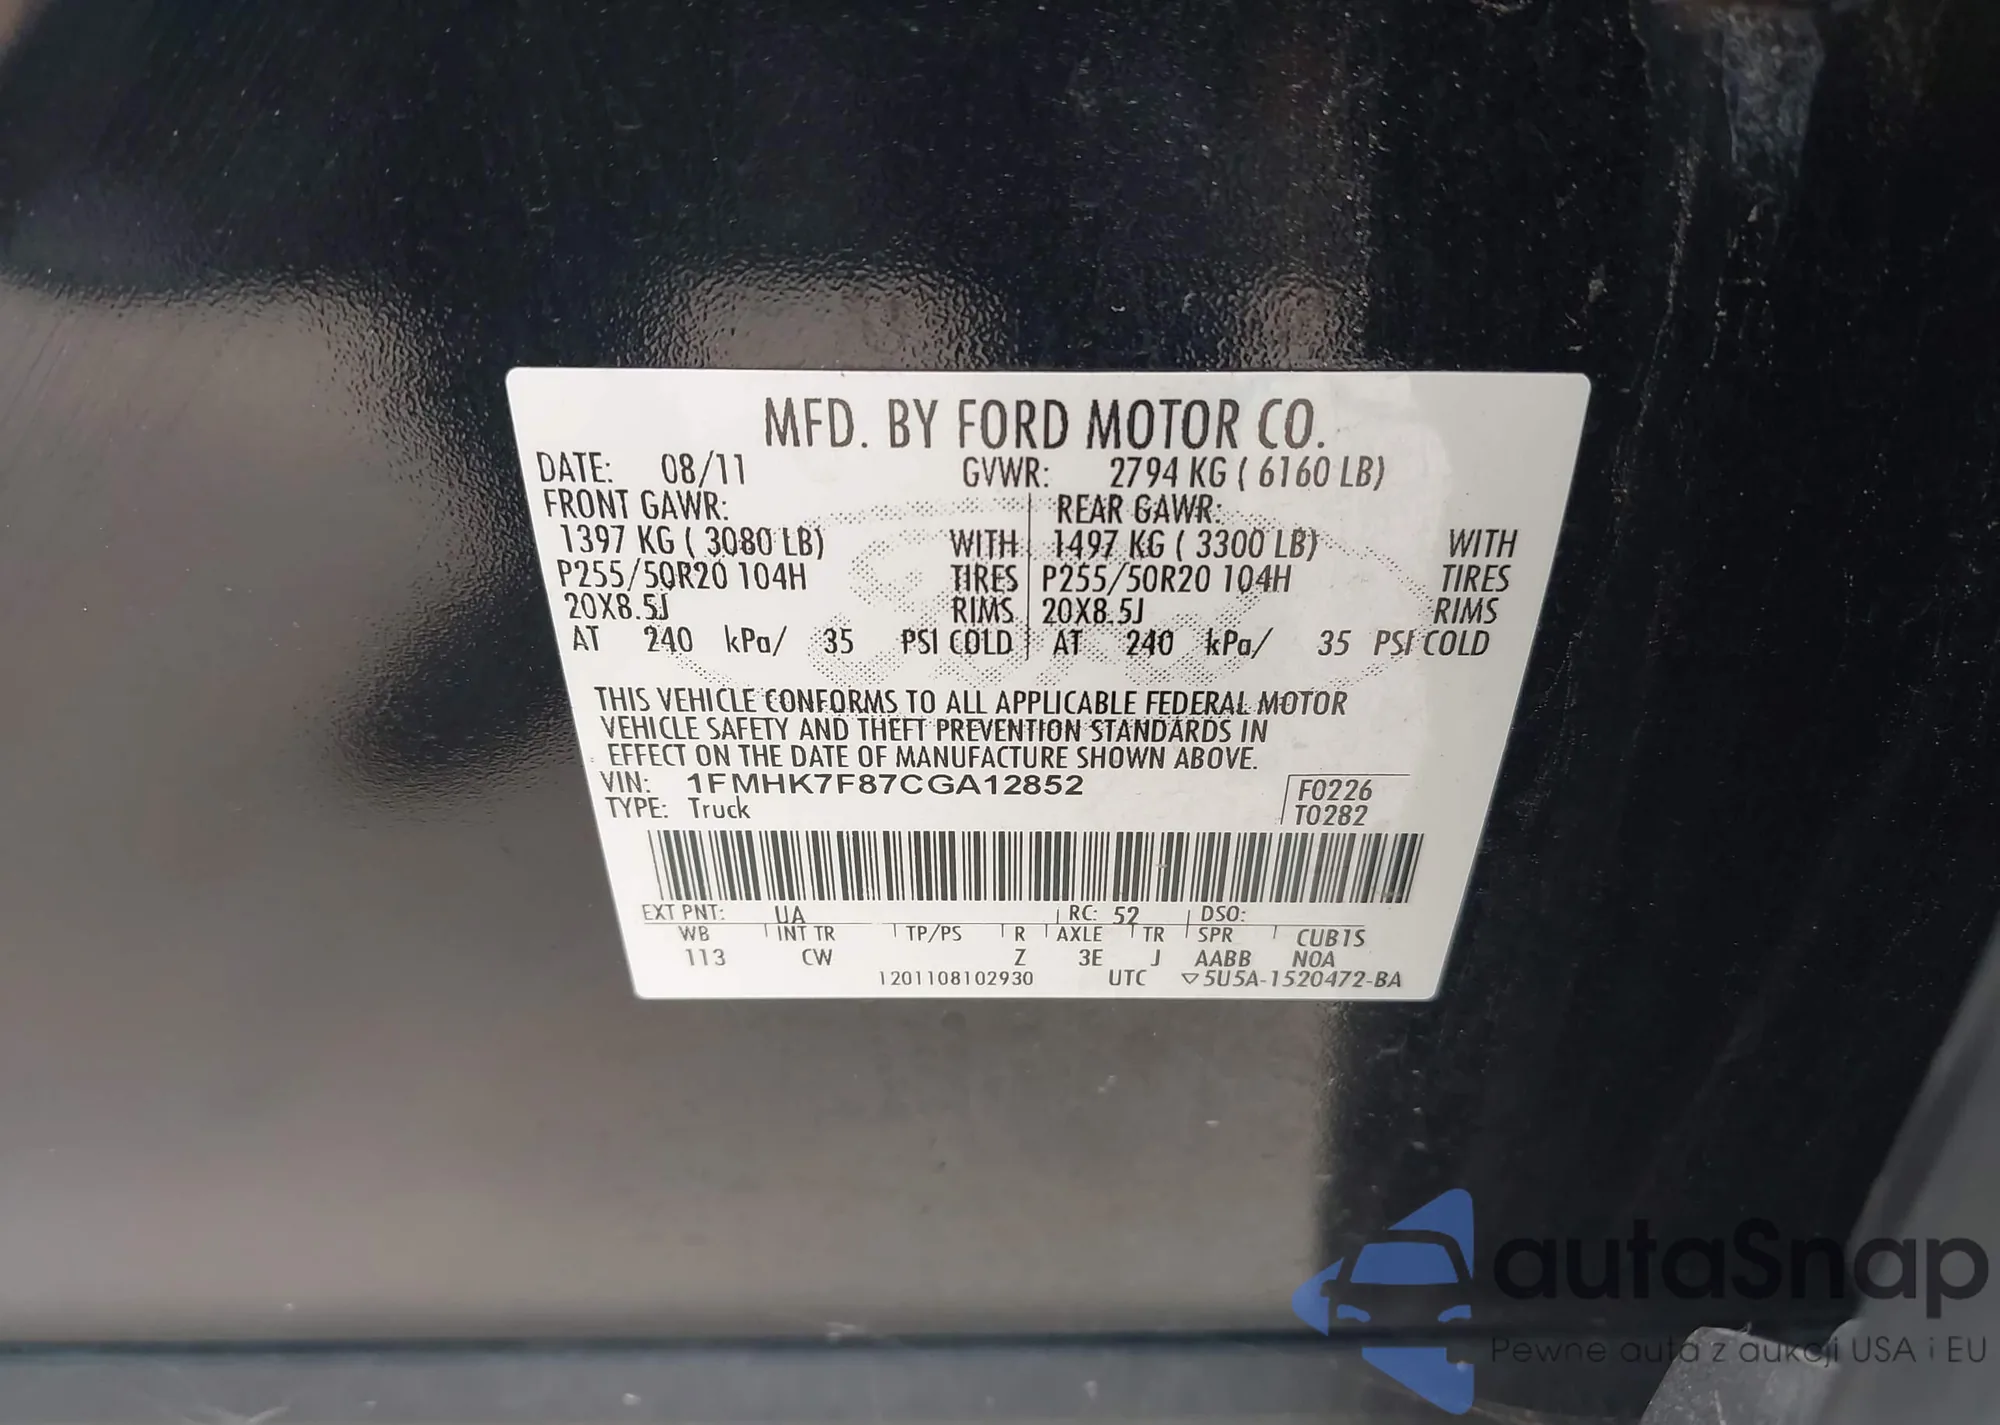 MFD. BY FORD MOTOR CO.
DATE: 08/11 GVWR: 2794 KG ( 6160 LB)
FRONT GAWR: REAR GAWR:
1397 KG ( 3080 LB) WITH 1497 KG ( 3300 LB) WITH
P255/50R20 104H TIRES P255/50R20 104H TIRES
20X8.5J RIMS 20X8.5J RIMS
AT 240 kPa/ 35 PSI COLD AT 240 kPa/ 35 PSI COLD
THIS VEHICLE CONFORMS TO ALL APPLICABLE FEDERAL MOTOR
VEHICLE SAFETY AND THEFT PREVENTION STANDARDS IN
EFFECT ON THE DATE OF MANUFACTURE SHOWN ABOVE.
VIN: 1FMHK7F87CGA12852 F0226
TYPE: Truck T0282
EXT PNT: UA RC: 52 DSO:
WB INT TR TP/PS R AXLE TR SPR CUB1S
113 CW Z 3E J AABB NOA
1201108102930 UTC ▽5U5A-1520472-BA
autaSnap
Pewne auta z aukcji USA i EU